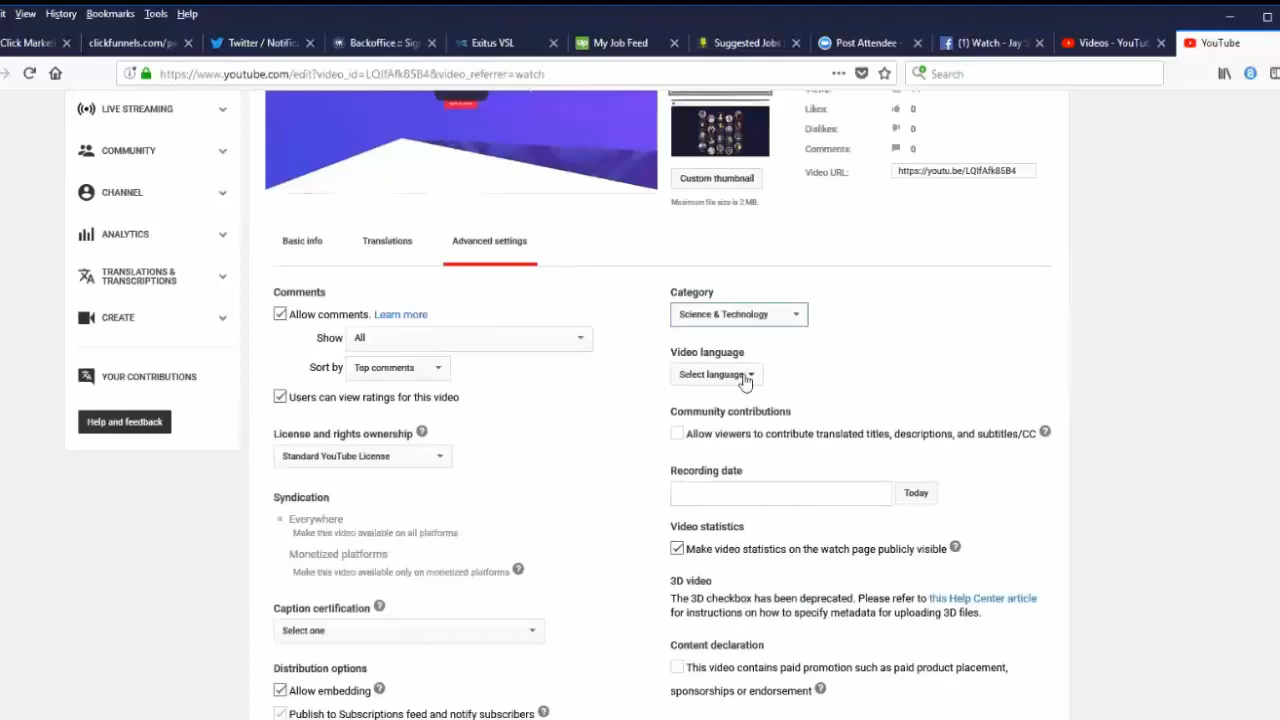 it View History Bookmarks Tools Help
Click Market
clickfunnels.com/pe
Twitter / Notific
Backoffice :: Sig
Exitus VSL
My Job Feed
Suggested Jobs
Post Attendee -
(1) Watch - Jay S
Videos - YouTu
YouTube
https://www.youtube.com/edit?video_id=LQIfAfk85B4&video_referrer=watch
Search
LIVE STREAMING
COMMUNITY
CHANNEL
ANALYTICS
TRANSLATIONS &
TRANSCRIPTIONS
CREATE
YOUR CONTRIBUTIONS
Help and feedback
Likes: 0
Dislikes: 0
Comments: 0
Video URL: https://youtu.be/LQIfAfk85B4
Custom thumbnail
Maximum file size is 2 MB.
Basic info Translations Advanced settings
Comments
Allow comments. Learn more
Show All
Sort by Top comments
Users can view ratings for this video
License and rights ownership ?
Standard YouTube License
Syndication
Everywhere
Make this video available on all platforms
Monetized platforms
Make this video available only on monetized platforms ?
Caption certification ?
Select one
Distribution options
Allow embedding ?
Publish to Subscriptions feed and notify subscribers ?
Category
Science & Technology
Video language
Select language
Community contributions
Allow viewers to contribute translated titles, descriptions, and subtitles/CC ?
Recording date
Today
Video statistics
Make video statistics on the watch page publicly visible ?
3D video
The 3D checkbox has been deprecated. Please refer to this Help Center article
for instructions on how to specify metadata for uploading 3D files.
Content declaration
This video contains paid promotion such as paid product placement,
sponsorships or endorsement ?